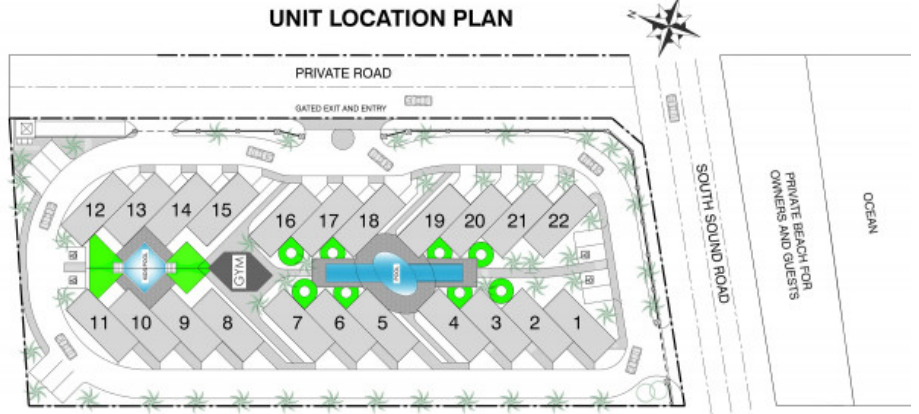 UNIT LOCATION PLAN
N
PRIVATE ROAD
GATED EXIT AND ENTRY
12 13 14 15
16 17 18
19 20 21 22
GYM
POOL
11 10 9 8
7 6 5
4 3 2 1
SOUTH SOUND ROAD
PRIVATE BEACH FOR
OWNERS AND GUESTS
OCEAN